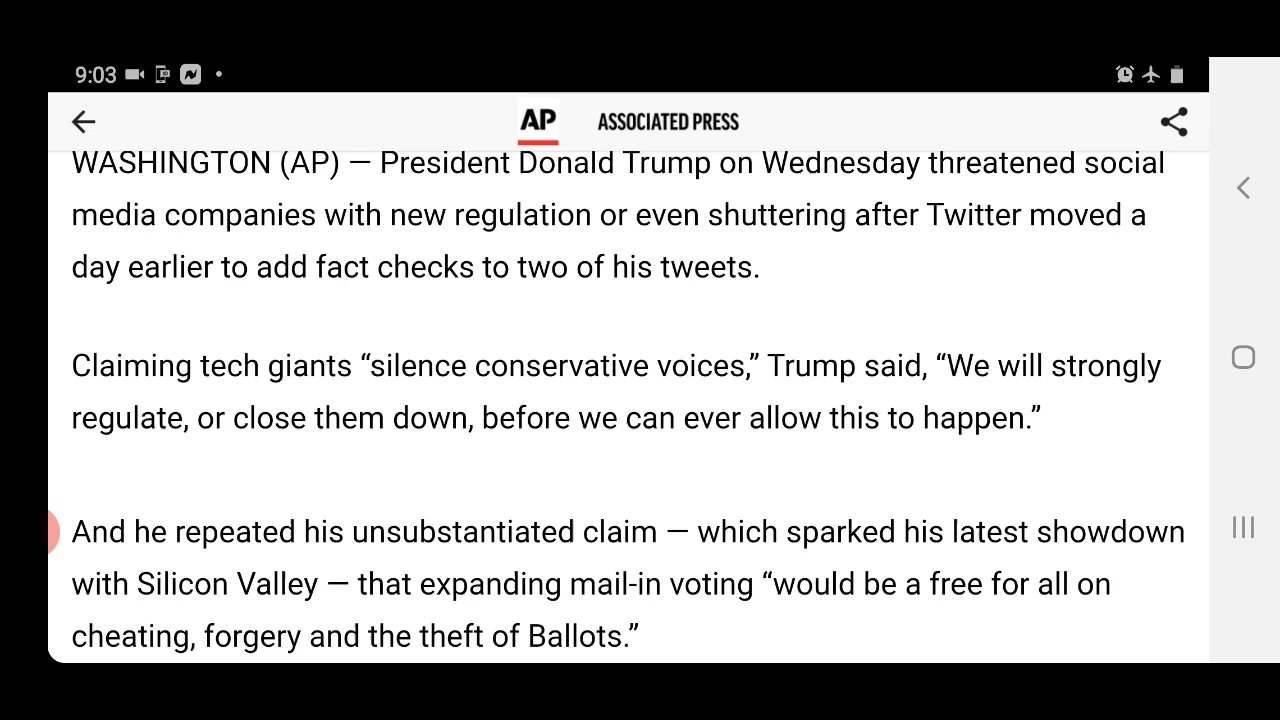 9:03
AP ASSOCIATED PRESS
WASHINGTON (AP) — President Donald Trump on Wednesday threatened social
media companies with new regulation or even shuttering after Twitter moved a
day earlier to add fact checks to two of his tweets.
Claiming tech giants “silence conservative voices,” Trump said, “We will strongly
regulate, or close them down, before we can ever allow this to happen.”
And he repeated his unsubstantiated claim — which sparked his latest showdown
with Silicon Valley — that expanding mail-in voting “would be a free for all on
cheating, forgery and the theft of Ballots.”